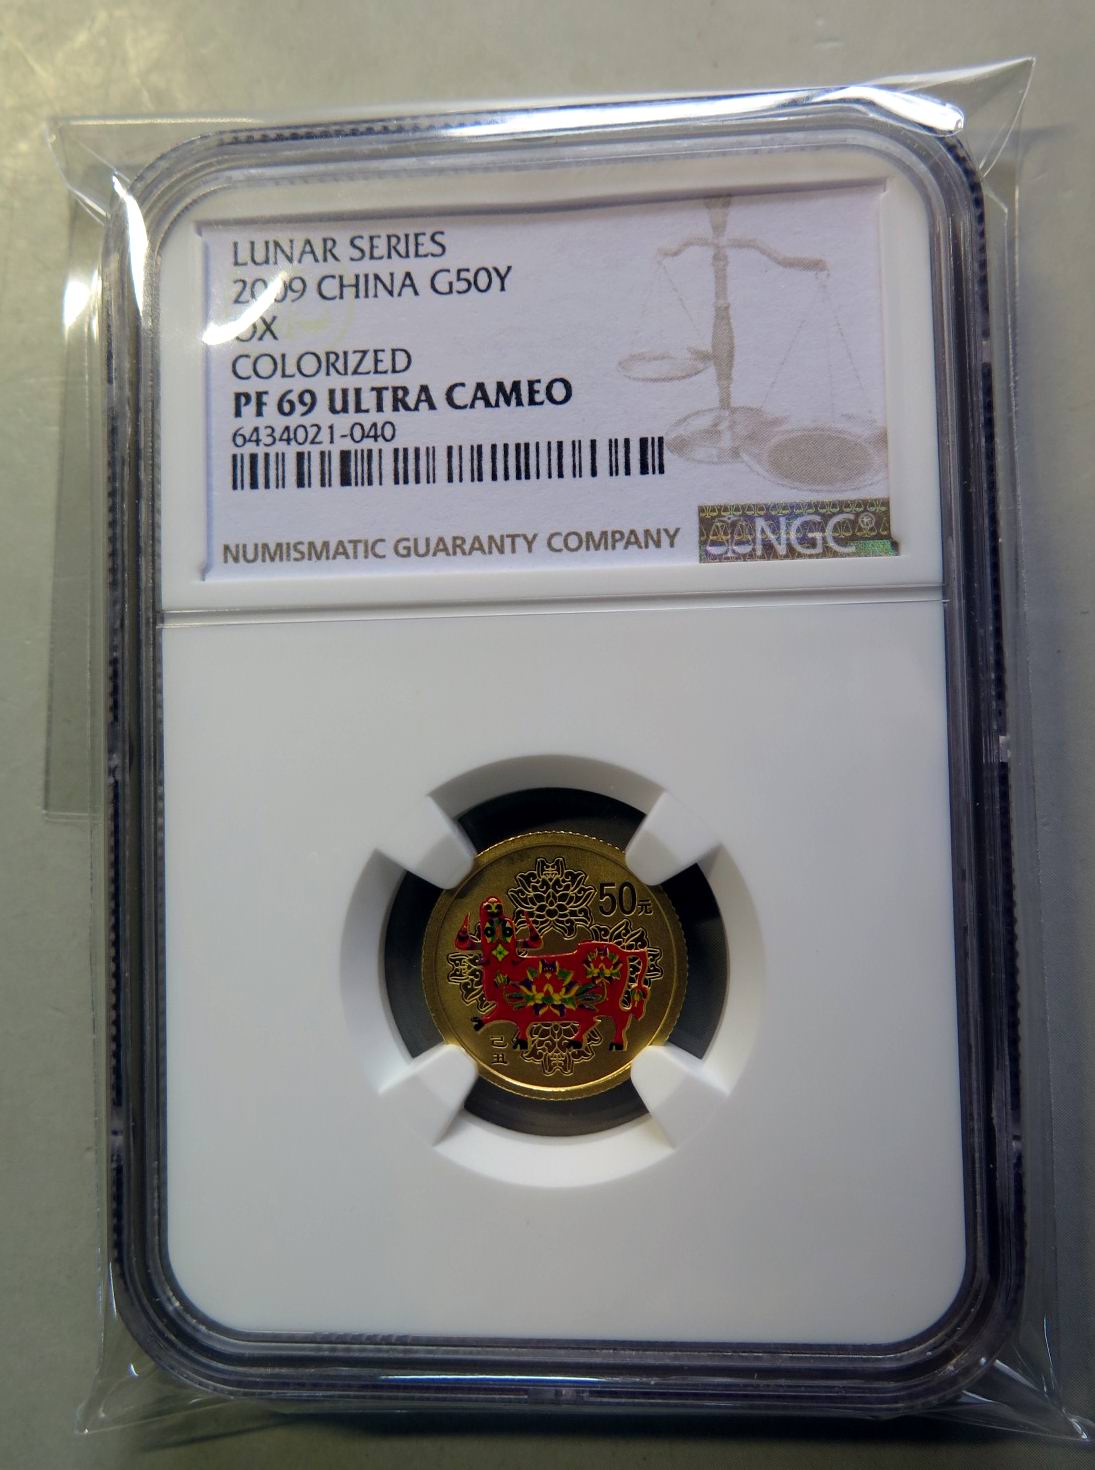 LUNAR SERIES
2009 CHINA G50Y
OX
COLORIZED
PF 69 ULTRA CAMEO
6434021-040
NUMISMATIC GUARANTY COMPANY
NGC®
50元
己丑